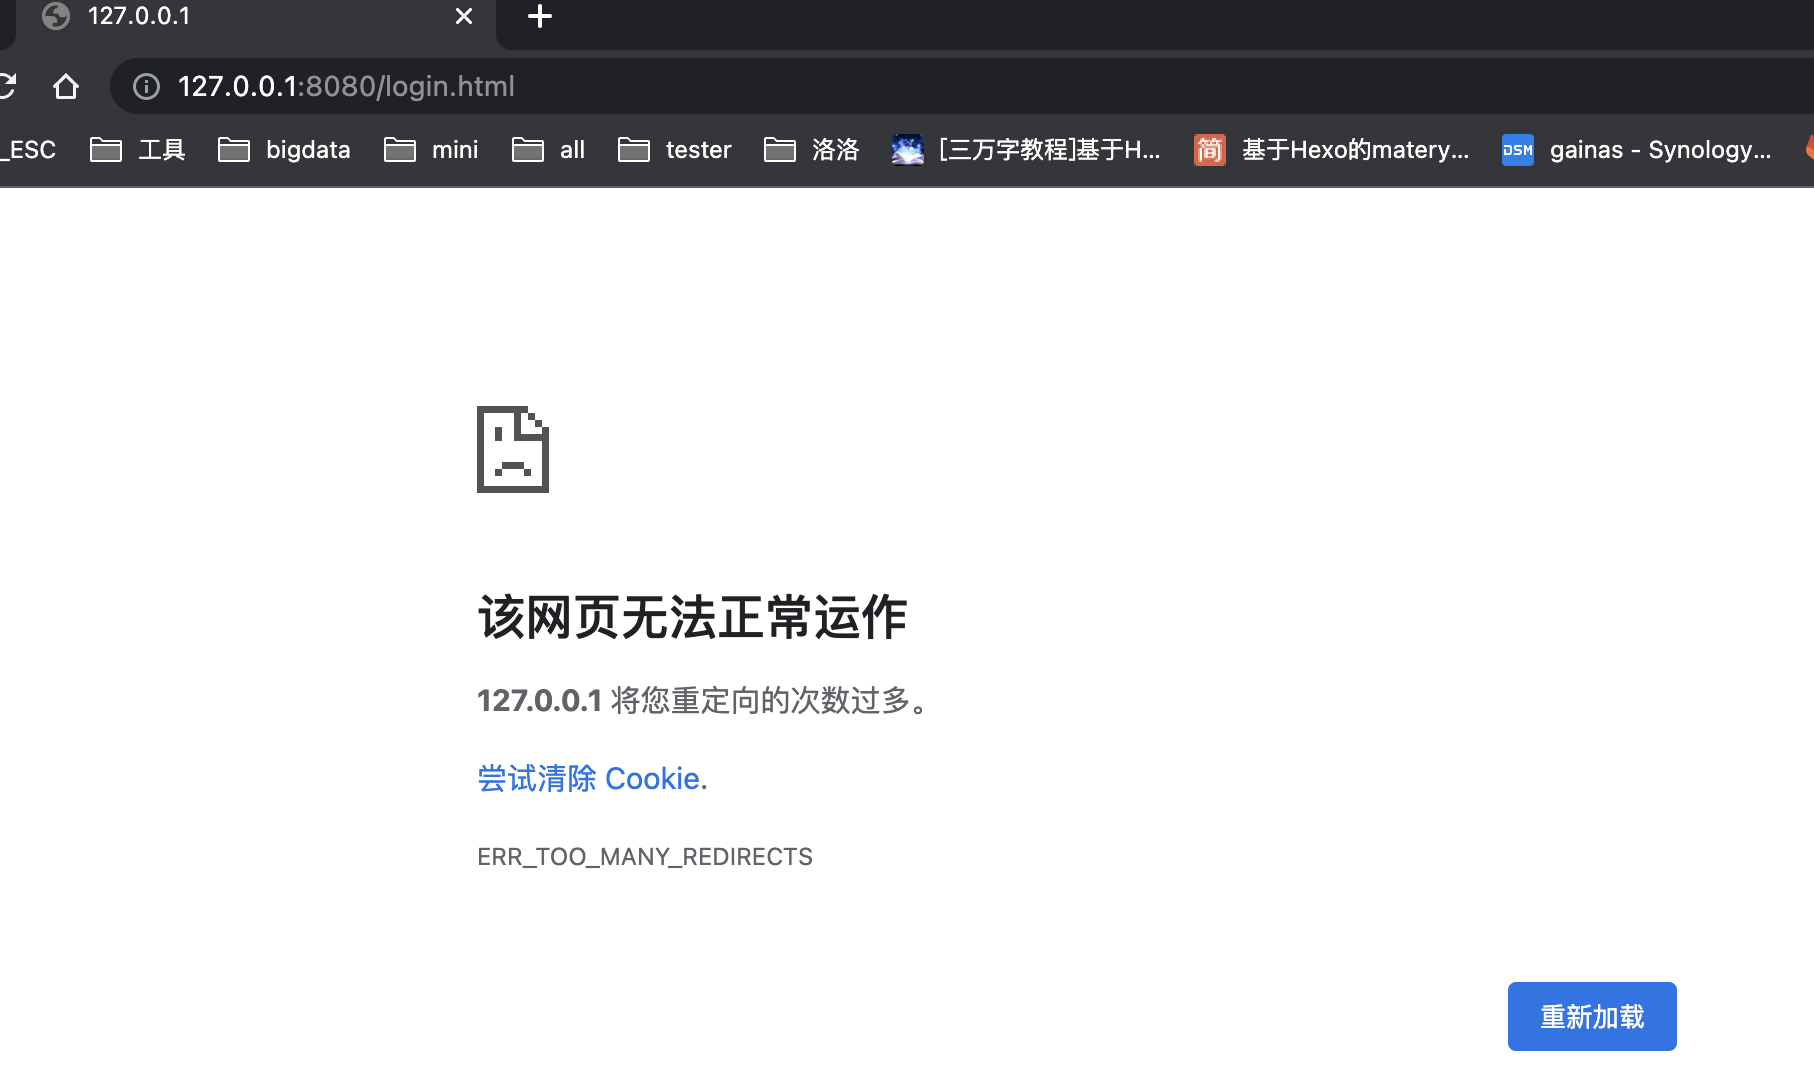 127.0.0.1
127.0.0.1:8080/login.html
_ESC 工具 bigdata mini all tester 洛洛 [三万字教程]基于H... 简 基于Hexo的matery... DSM gainas - Synology...
该网页无法正常运作
127.0.0.1 将您重定向的次数过多。
尝试清除 Cookie.
ERR_TOO_MANY_REDIRECTS
重新加载